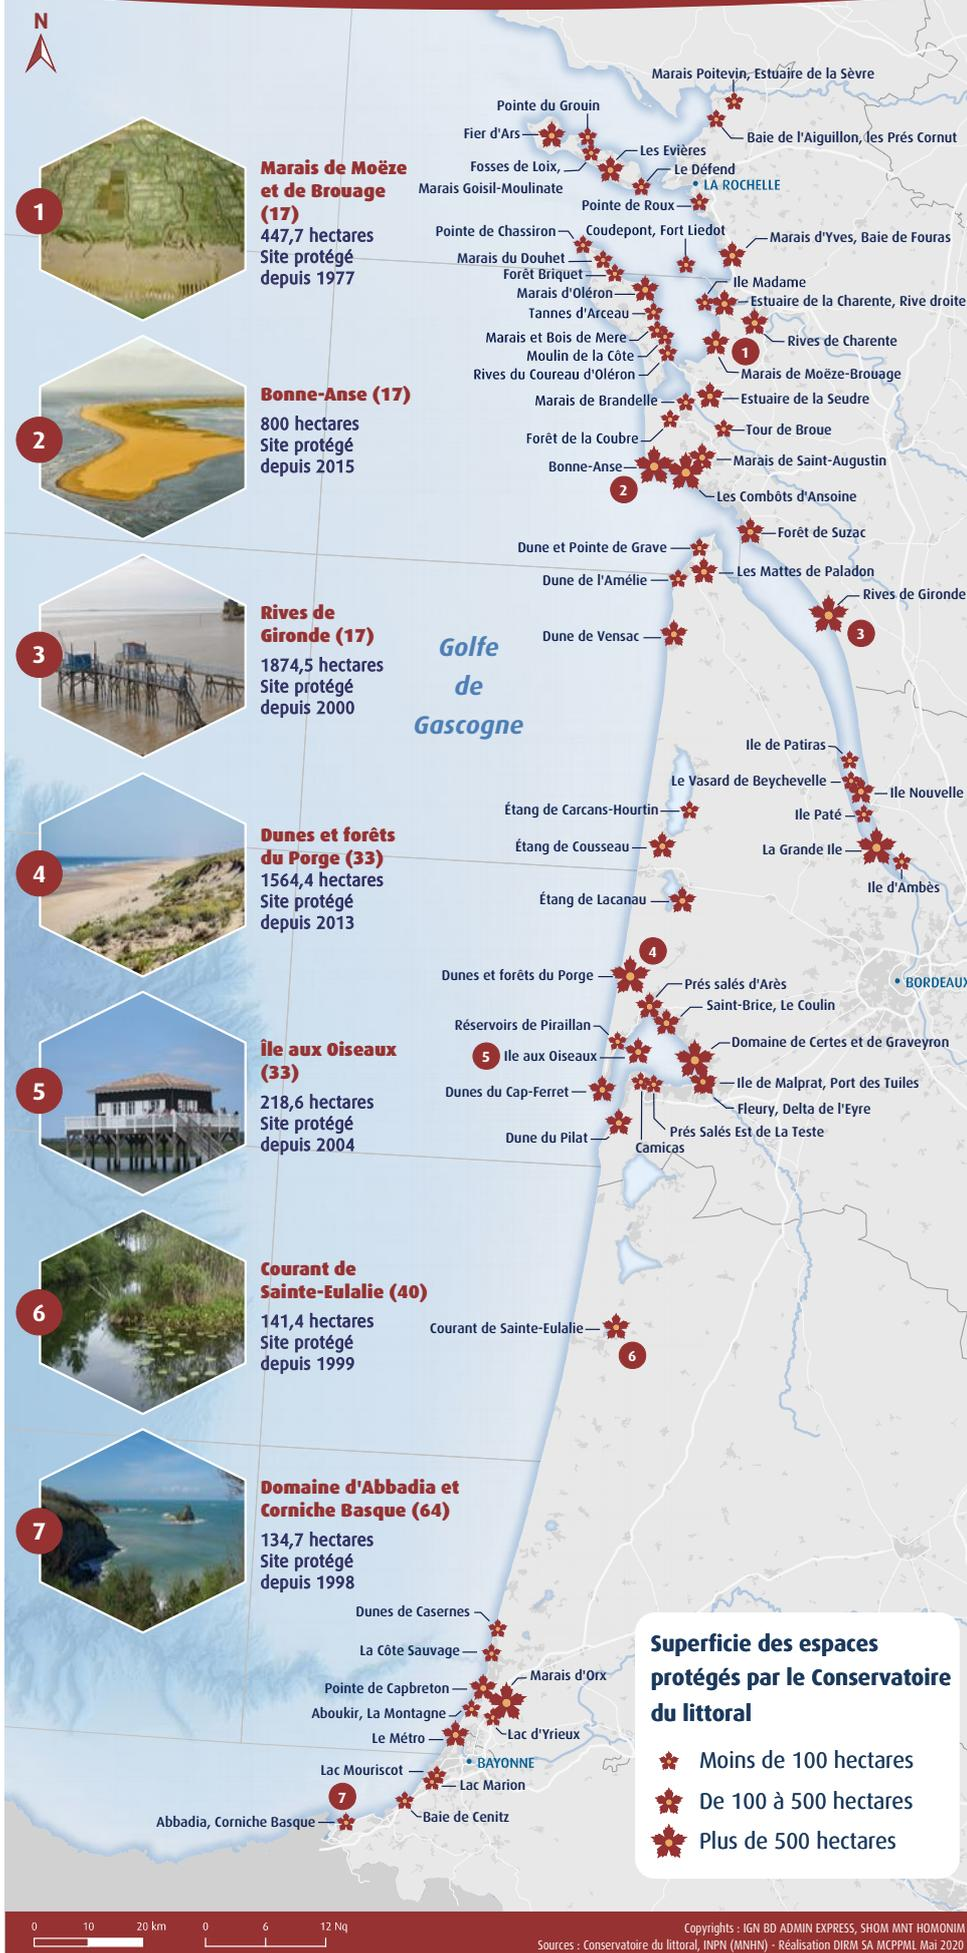 N
1
Marais de Moëze
et de Brouage
(17)
447,7 hectares
Site protégé
depuis 1977
2
Bonne-Anse (17)
800 hectares
Site protégé
depuis 2015
3
Rives de
Gironde (17)
1874,5 hectares
Site protégé
depuis 2000
4
Dunes et forêts
du Porge (33)
1564,4 hectares
Site protégé
depuis 2013
5
Île aux Oiseaux
(33)
218,6 hectares
Site protégé
depuis 2004
6
Courant de
Sainte-Eulalie (40)
141,4 hectares
Site protégé
depuis 1999
7
Domaine d'Abbadia et
Corniche Basque (64)
134,7 hectares
Site protégé
depuis 1998
Golfe
de
Gascogne
Marais Poitevin, Estuaire de la Sèvre
Pointe du Grouin
Fier d'Ars
Baie de l'Aiguillon, les Prés Cornut
Les Evières
Fosses de Loix,
Marais Goisil-Moulinate
Le Défend
LA ROCHELLE
Pointe de Roux
Pointe de Chassiron
Coudepont, Fort Liedot
Marais d'Yves, Baie de Fouras
Marais du Douhet
Forêt Briquet
Ile Madame
Marais d'Oléron
Estuaire de la Charente, Rive droite
Tannes d'Arceau
Marais et Bois de Mere
Rives de Charente
1
Moulin de la Côte
Rives du Coureau d'Oléron
Marais de Moëze-Brouage
Marais de Brandelle
Estuaire de la Seudre
Forêt de la Coubre
Tour de Broue
Bonne-Anse
2
Marais de Saint-Augustin
Les Combôts d'Ansoine
Forêt de Suzac
Dune et Pointe de Grave
Les Mattes de Paladon
Dune de l'Amélie
Rives de Gironde
3
Dune de Vensac
Ile de Patiras
Le Vasard de Beychevelle
Ile Nouvelle
Étang de Carcans-Hourtin
Ile Paté
Étang de Cousseau
La Grande Ile
Ile d'Ambès
Étang de Lacanau
4
Dunes et forêts du Porge
BORDEAUX
Prés salés d'Arès
Saint-Brice, Le Coulin
Réservoirs de Piraillan
Domaine de Certes et de Graveyron
5
Ile aux Oiseaux
Ile de Malprat, Port des Tuiles
Dunes du Cap-Ferret
Fleury, Delta de l'Eyre
Dune du Pilat
Prés Salés Est de La Teste
Camicas
Courant de Sainte-Eulalie
6
Dunes de Casernes
La Côte Sauvage
Marais d'Orx
Pointe de Capbreton
Aboukir, La Montagne
Lac d'Yrieux
Le Métro
BAYONNE
Lac Mouriscot
Lac Marion
7
Baie de Cenitz
Abbadia, Corniche Basque
Superficie des espaces
protégés par le Conservatoire
du littoral
Moins de 100 hectares
De 100 à 500 hectares
Plus de 500 hectares
0 10 20 km
0 6 12 Nq
Copyrights : IGN BD ADMIN EXPRESS, SHOM MNT HOMONIM
Sources : Conservatoire du littoral, INPN (MNHN) - Réalisation DIRM SA MCPPML Mai 2020